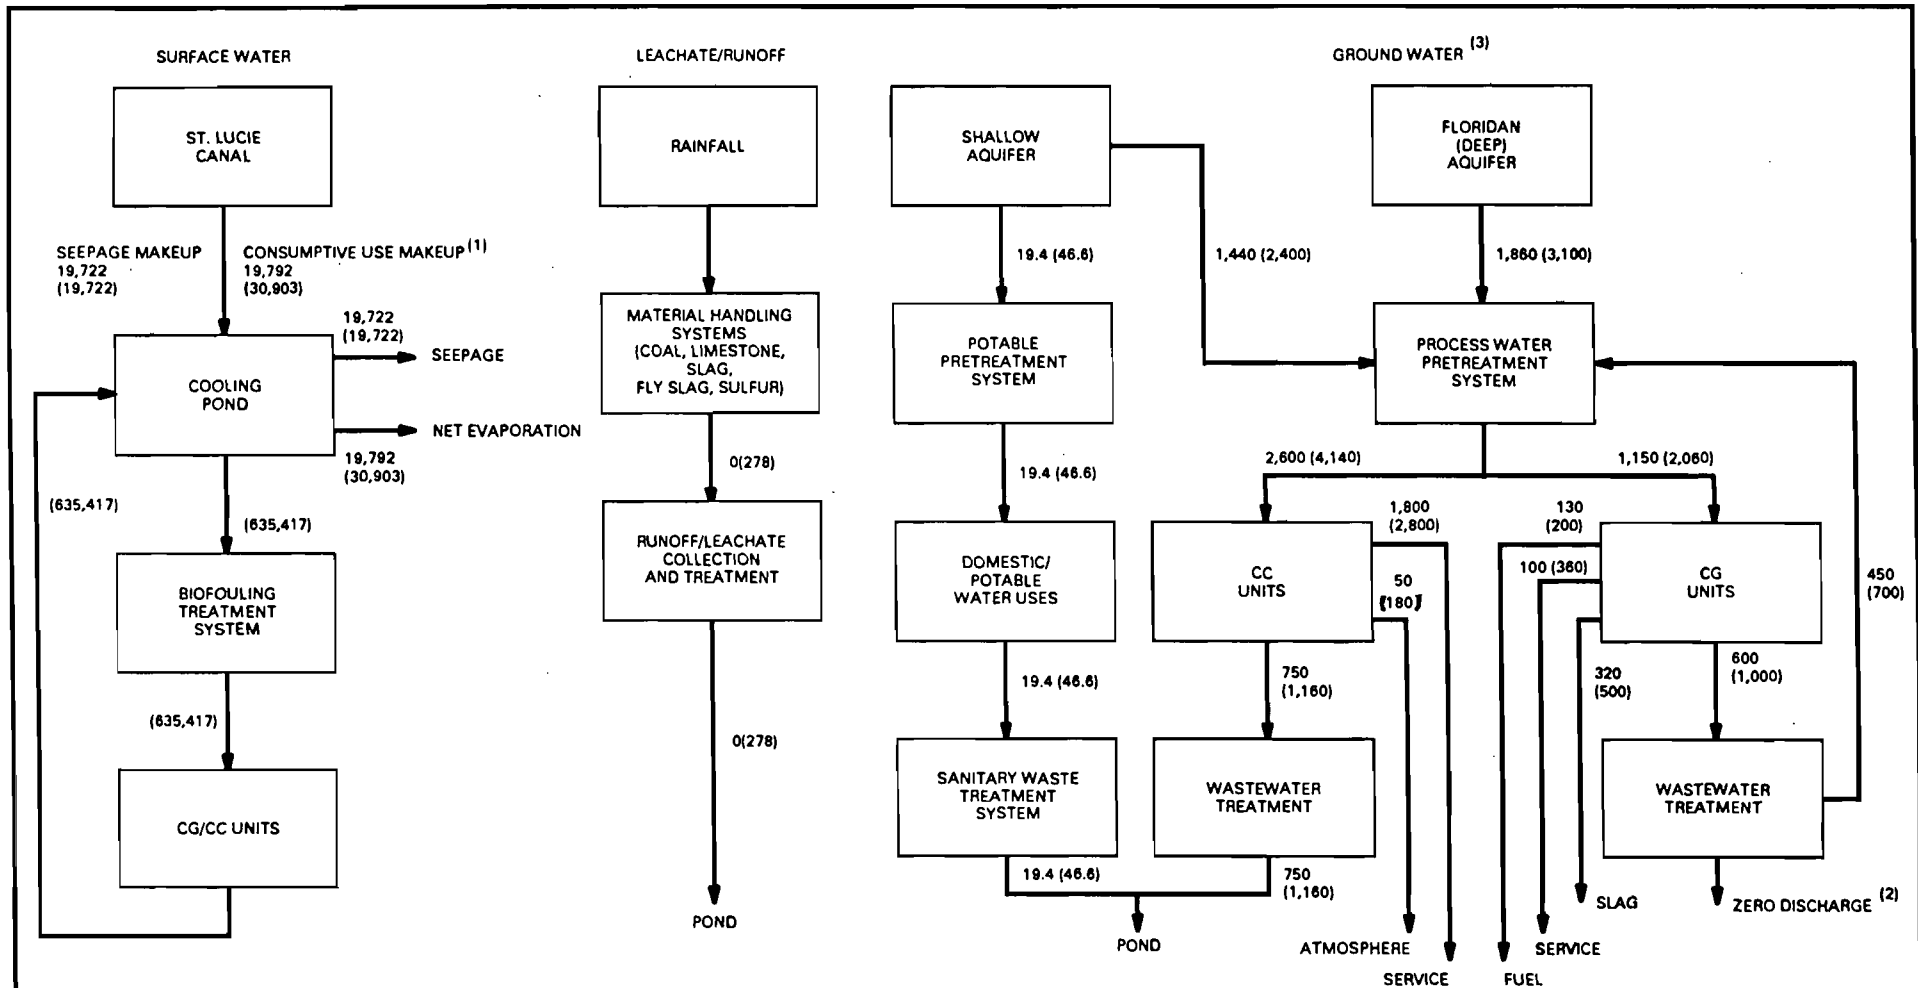 SURFACE WATER
ST. LUCIE
CANAL
SEEPAGE MAKEUP
19,722
(19,722)
CONSUMPTIVE USE MAKEUP (1)
19,792
(30,903)
COOLING
POND
19,722
(19,722)
SEEPAGE
NET EVAPORATION
19,792
(30,903)
(635,417)
(635,417)
BIOFOULING
TREATMENT
SYSTEM
(635,417)
CG/CC UNITS
LEACHATE/RUNOFF
RAINFALL
MATERIAL HANDLING
SYSTEMS
(COAL, LIMESTONE,
SLAG,
FLY SLAG, SULFUR)
0(278)
RUNOFF/LEACHATE
COLLECTION
AND TREATMENT
0(278)
POND
GROUND WATER (3)
SHALLOW
AQUIFER
19.4 (46.6)
1,440 (2,400)
POTABLE
PRETREATMENT
SYSTEM
19.4 (46.6)
DOMESTIC/
POTABLE
WATER USES
19.4 (46.6)
SANITARY WASTE
TREATMENT
SYSTEM
19.4 (46.6)
POND
FLORIDAN
(DEEP)
AQUIFER
1,860 (3,100)
PROCESS WATER
PRETREATMENT
SYSTEM
2,600 (4,140)
1,150 (2,060)
CC
UNITS
1,800
(2,800)
50
(180)
750
(1,160)
WASTEWATER
TREATMENT
750
(1,160)
ATMOSPHERE
SERVICE
130
(200)
100 (360)
CG
UNITS
320
(500)
600
(1,000)
450
(700)
WASTEWATER
TREATMENT
SLAG
ZERO DISCHARGE (2)
SERVICE
FUEL